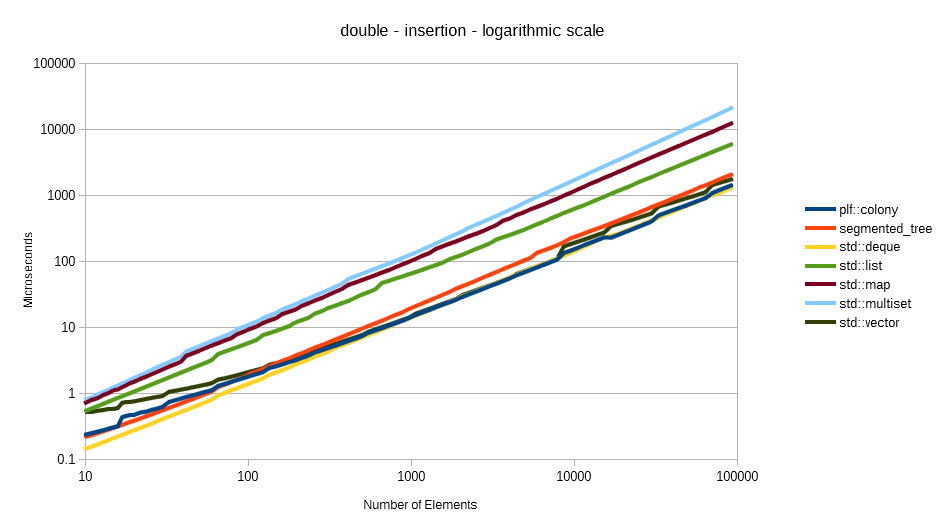 double - insertion - logarithmic scale
100000
10000
1000
100
10
1
0.1
Microseconds
10 100 1000 10000 100000
Number of Elements
plf::colony
segmented_tree
std::deque
std::list
std::map
std::multiset
std::vector